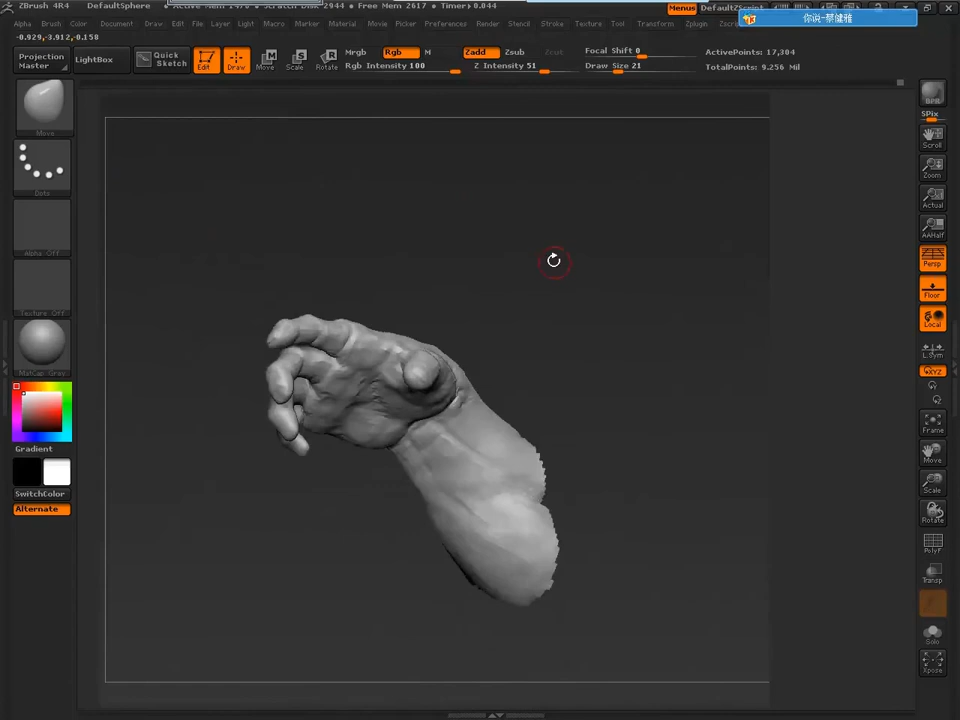 ZBrush 4R4
DefaultSphere
2944 • Free Mem 2617 • Timer▸0.044
Menus
DefaultZScript
你说-蔡健雅
Alpha Brush Color Document Draw Edit File Layer Light Macro Marker Material Movie Picker Preferences Render Stencil Stroke Texture Tool Transform Zplugin
-0.929,-3.912,-0.158
Projection Master
LightBox
Quick Sketch
Edit
Draw
Move
Scale
Rotate
Mrgb
Rgb
M
Rgb Intensity 100
Zadd
Zsub
Zcut
Z Intensity 51
Focal Shift 0
Draw Size 21
ActivePoints: 17,304
TotalPoints: 9.256 Mil
Move
Dots
Alpha Off
Texture Off
MatCap Gray
Gradient
SwitchColor
Alternate
BPR
SPix
Scroll
Zoom
Actual
AAHalf
Persp
Floor
Local
L.Sym
XYZ
Frame
Move
Scale
Rotate
PolyF
Transp
Solo
Xpose